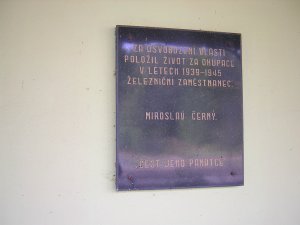 ZA OSVOBOZENÍ VLASTI
POLOŽIL ŽIVOT ZA OKUPACE
V LETECH 1939-1945
ŽELEZNIČNÍ ZAMĚSTNANEC
MIROSLAV ČERNÝ.
„ČEST JEHO PAMÁTCE“